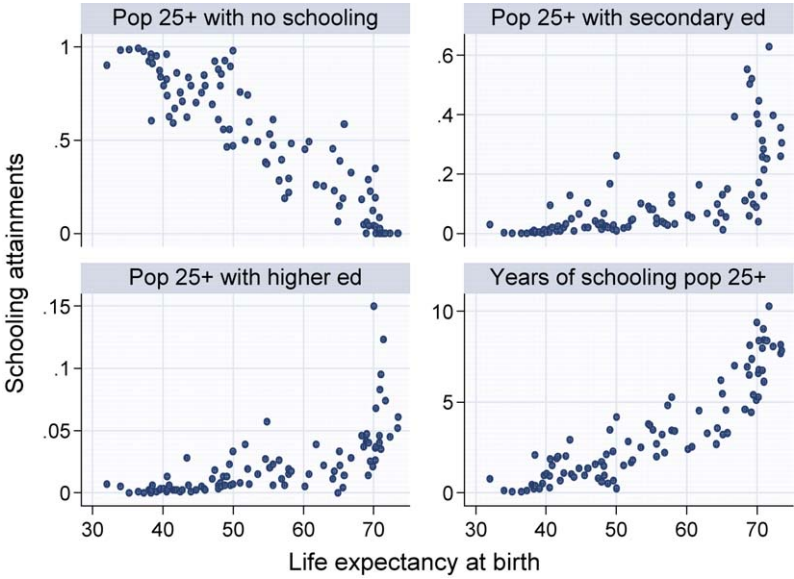 Pop 25+ with no schooling
Pop 25+ with secondary ed
1
.5
0
.6
.4
.2
0
Pop 25+ with higher ed
Years of schooling pop 25+
.15
.1
.05
0
10
5
0
30 40 50 60 70
30 40 50 60 70
Schooling attainments
Life expectancy at birth